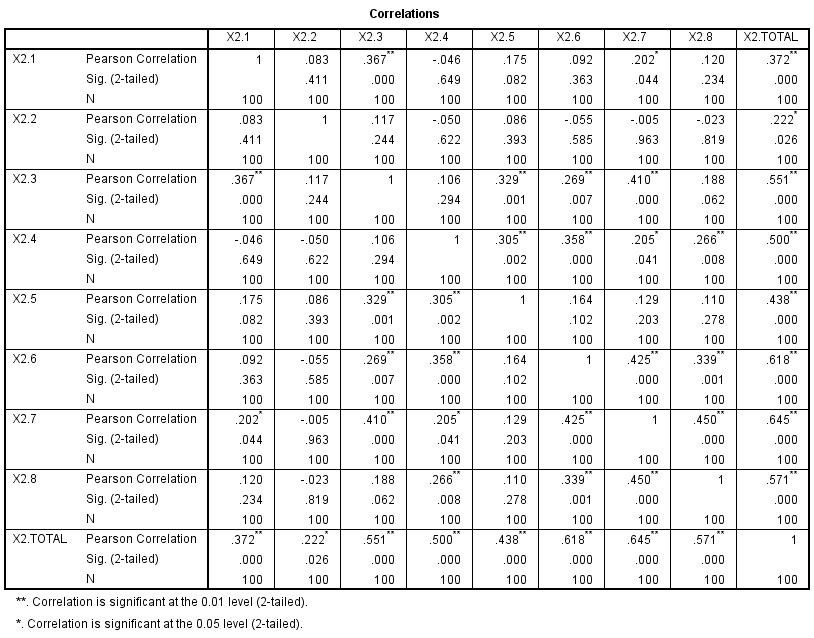 Correlations
X2.1 X2.2 X2.3 X2.4 X2.5 X2.6 X2.7 X2.8 X2.TOTAL
X2.1 Pearson Correlation 1 .083 .367** -.046 .175 .092 .202* .120 .372**
Sig. (2-tailed) .411 .000 .649 .082 .363 .044 .234 .000
N 100 100 100 100 100 100 100 100 100
X2.2 Pearson Correlation .083 1 .117 -.050 .086 -.055 -.005 -.023 .222*
Sig. (2-tailed) .411 .244 .622 .393 .585 .963 .819 .026
N 100 100 100 100 100 100 100 100 100
X2.3 Pearson Correlation .367** .117 1 .106 .329** .269** .410** .188 .551**
Sig. (2-tailed) .000 .244 .294 .001 .007 .000 .062 .000
N 100 100 100 100 100 100 100 100 100
X2.4 Pearson Correlation -.046 -.050 .106 1 .305** .358** .205* .266** .500**
Sig. (2-tailed) .649 .622 .294 .002 .000 .041 .008 .000
N 100 100 100 100 100 100 100 100 100
X2.5 Pearson Correlation .175 .086 .329** .305** 1 .164 .129 .110 .438**
Sig. (2-tailed) .082 .393 .001 .002 .102 .203 .278 .000
N 100 100 100 100 100 100 100 100 100
X2.6 Pearson Correlation .092 -.055 .269** .358** .164 1 .425** .339** .618**
Sig. (2-tailed) .363 .585 .007 .000 .102 .000 .001 .000
N 100 100 100 100 100 100 100 100 100
X2.7 Pearson Correlation .202* -.005 .410** .205* .129 .425** 1 .450** .645**
Sig. (2-tailed) .044 .963 .000 .041 .203 .000 .000 .000
N 100 100 100 100 100 100 100 100 100
X2.8 Pearson Correlation .120 -.023 .188 .266** .110 .339** .450** 1 .571**
Sig. (2-tailed) .234 .819 .062 .008 .278 .001 .000 .000
N 100 100 100 100 100 100 100 100 100
X2.TOTAL Pearson Correlation .372** .222* .551** .500** .438** .618** .645** .571** 1
Sig. (2-tailed) .000 .026 .000 .000 .000 .000 .000 .000
N 100 100 100 100 100 100 100 100 100
**. Correlation is significant at the 0.01 level (2-tailed).
*. Correlation is significant at the 0.05 level (2-tailed).